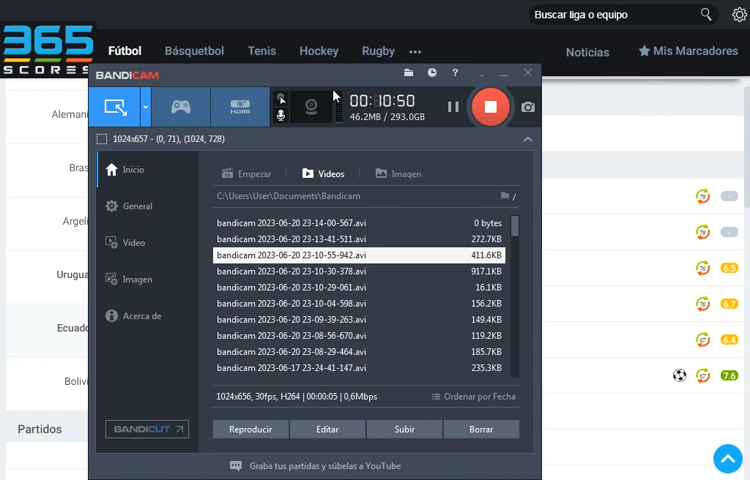 Buscar liga o equipo
365
SCORES
Fútbol
Básquetbol
Tenis
Hockey
Rugby
Noticias
Mis Marcadores
BANDICAM
HDMI
00:10:50
46.2MB / 293.0GB
1024x657 - (0, 71), (1024, 728)
Inicio
General
Video
Imagen
Acerca de
BANDICUT
Empezar
Videos
Imagen
C:\Users\User\Documents\Bandicam
/
bandicam 2023-06-20 23-14-00-567.avi 0 bytes
bandicam 2023-06-20 23-13-41-511.avi 272.7KB
bandicam 2023-06-20 23-10-55-942.avi 411.6KB
bandicam 2023-06-20 23-10-30-378.avi 917.1KB
bandicam 2023-06-20 23-10-29-061.avi 16.1KB
bandicam 2023-06-20 23-10-04-598.avi 156.2KB
bandicam 2023-06-20 23-09-39-263.avi 149.4KB
bandicam 2023-06-20 23-08-56-670.avi 119.2KB
bandicam 2023-06-20 23-08-29-464.avi 185.7KB
bandicam 2023-06-17 23-24-41-147.avi 235.3KB
1024x656, 30fps, H264 | 00:00:05 | 0,6Mbps
Ordenar por Fecha
Reproducir
Editar
Subir
Borrar
Graba tus partidas y súbelas a YouTube
Alemani
Bras
Argeli
Urugua
Ecuado
Bolivi
Partidos
-
-
6.5
6.7
6.4
7.6